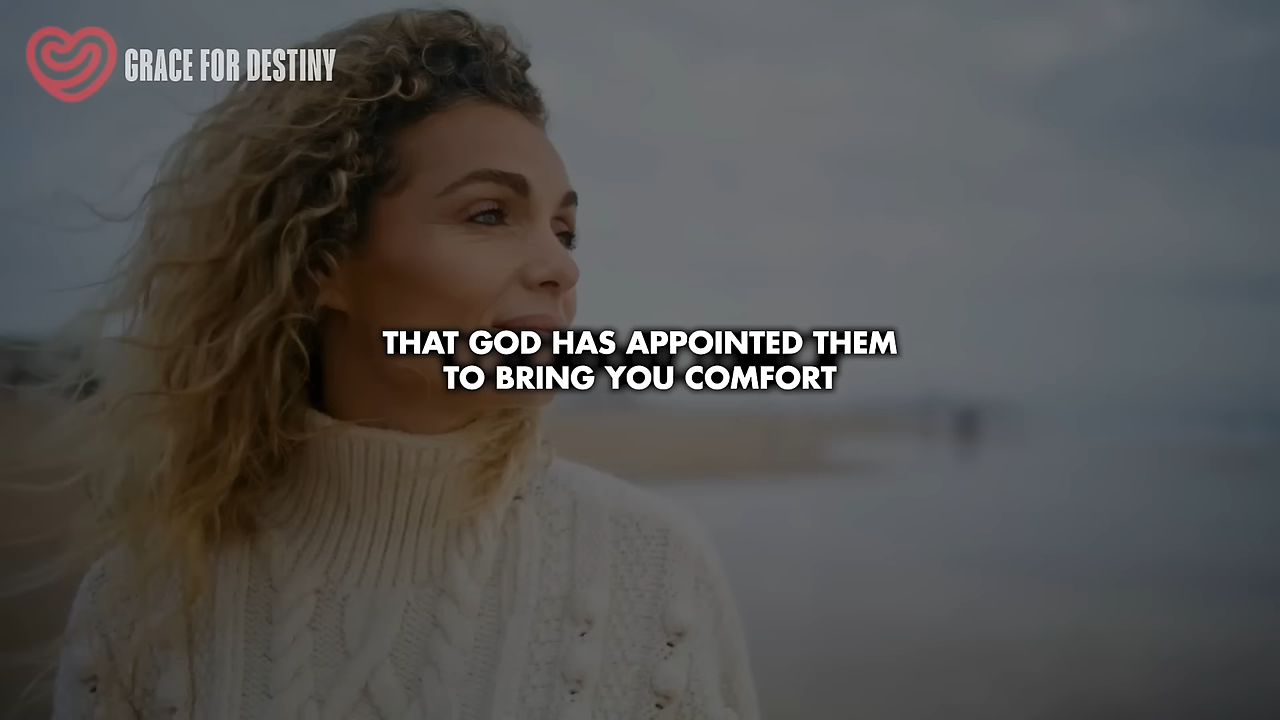 GRACE FOR DESTINY
THAT GOD HAS APPOINTED THEM
TO BRING YOU COMFORT